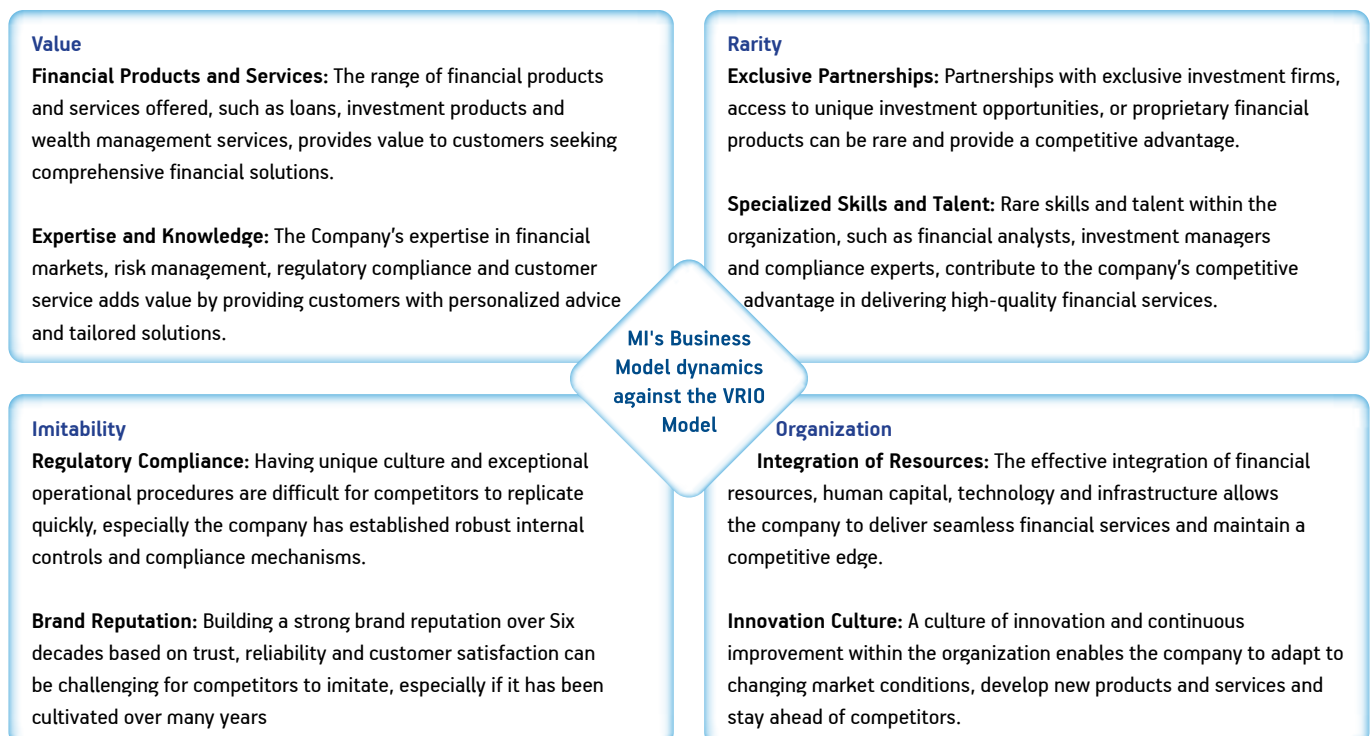 Value
Financial Products and Services: The range of financial products
and services offered, such as loans, investment products and
wealth management services, provides value to customers seeking
comprehensive financial solutions.
Expertise and Knowledge: The Company's expertise in financial
markets, risk management, regulatory compliance and customer
service adds value by providing customers with personalized advice
and tailored solutions.
Rarity
Exclusive Partnerships: Partnerships with exclusive investment firms,
access to unique investment opportunities, or proprietary financial
products can be rare and provide a competitive advantage.
Specialized Skills and Talent: Rare skills and talent within the
organization, such as financial analysts, investment managers
and compliance experts, contribute to the company's competitive
advantage in delivering high-quality financial services.
MI's Business
Model dynamics
against the VRIO
Model
Imitability
Regulatory Compliance: Having unique culture and exceptional
operational procedures are difficult for competitors to replicate
quickly, especially the company has established robust internal
controls and compliance mechanisms.
Brand Reputation: Building a strong brand reputation over Six
decades based on trust, reliability and customer satisfaction can
be challenging for competitors to imitate, especially if it has been
cultivated over many years
Organization
Integration of Resources: The effective integration of financial
resources, human capital, technology and infrastructure allows
the company to deliver seamless financial services and maintain a
competitive edge.
Innovation Culture: A culture of innovation and continuous
improvement within the organization enables the company to adapt to
changing market conditions, develop new products and services and
stay ahead of competitors.